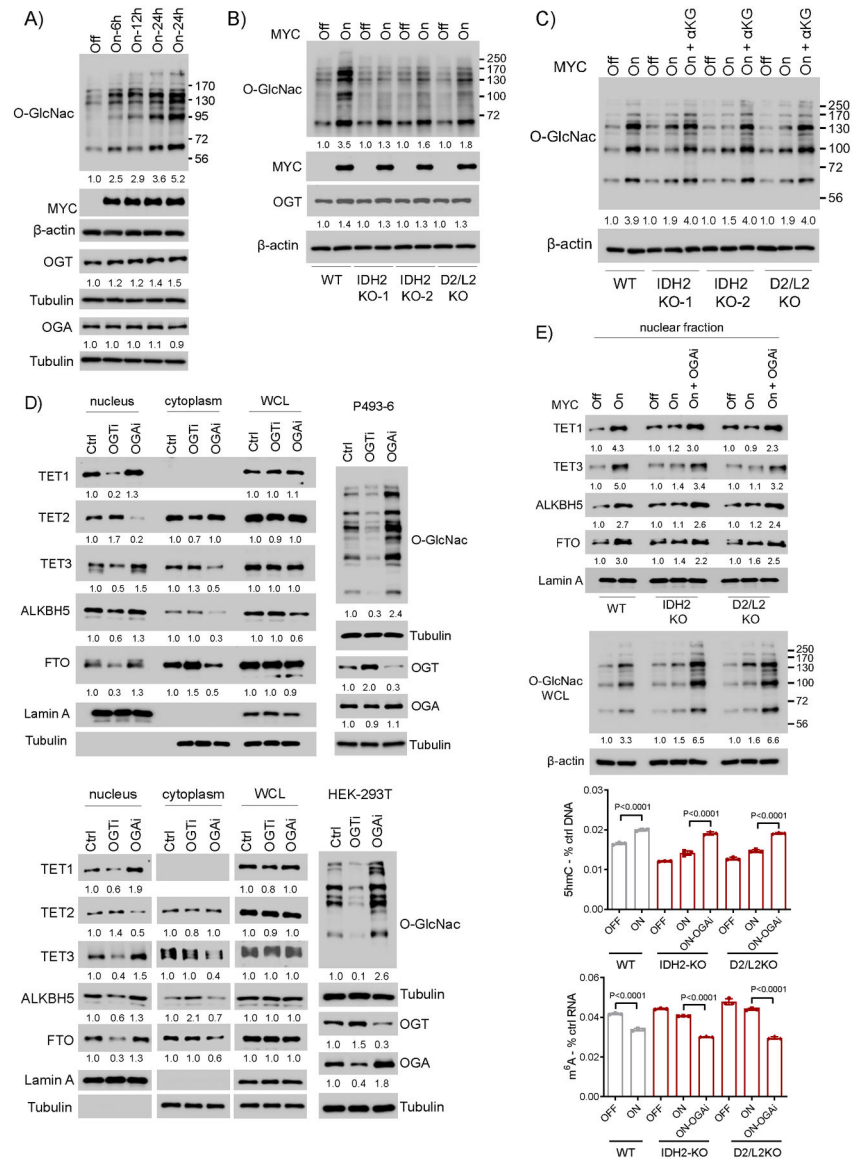 A)
Off
On-6h
On-12h
On-24h
On-24h
O-GlcNac
170
130
95
72
56
1.0 2.5 2.9 3.6 5.2
MYC
β-actin
OGT
1.0 1.2 1.2 1.4 1.5
Tubulin
OGA
1.0 1.0 1.0 1.1 0.9
Tubulin
B)
MYC Off On Off On Off On Off On
O-GlcNac
250
170
130
100
72
1.0 3.5 1.0 1.3 1.0 1.6 1.0 1.8
MYC
OGT
1.0 1.4 1.0 1.3 1.0 1.3 1.0 1.3
β-actin
WT IDH2 KO-1 IDH2 KO-2 D2/L2 KO
C)
MYC Off On Off On On + αKG Off On On + αKG Off On On + αKG
O-GlcNac
250
170
130
100
72
56
1.0 3.9 1.0 1.9 4.0 1.0 1.5 4.0 1.0 1.9 4.0
β-actin
WT IDH2 KO-1 IDH2 KO-2 D2/L2 KO
D)
nucleus cytoplasm WCL
Ctrl OGTi OGAi Ctrl OGTi OGAi Ctrl OGTi OGAi
TET1
1.0 0.2 1.3 1.0 1.0 1.1
TET2
1.0 1.7 0.2 1.0 0.7 1.0 1.0 0.9 1.0
TET3
1.0 0.5 1.5 1.0 1.3 0.5 1.0 1.0 1.0
ALKBH5
1.0 0.6 1.3 1.0 1.0 0.3 1.0 1.0 0.6
FTO
1.0 0.3 1.3 1.0 1.5 0.5 1.0 1.0 0.9
Lamin A
Tubulin
P493-6
Ctrl OGTi OGAi
O-GlcNac
1.0 0.3 2.4
Tubulin
OGT
1.0 2.0 0.3
OGA
1.0 0.9 1.1
Tubulin
nucleus cytoplasm WCL
Ctrl OGTi OGAi Ctrl OGTi OGAi Ctrl OGTi OGAi
TET1
1.0 0.6 1.9 1.0 0.8 1.0
TET2
1.0 1.4 0.5 1.0 0.8 1.0 1.0 0.9 1.0
TET3
1.0 0.4 1.5 1.0 1.0 0.4 1.0 1.0 1.0
ALKBH5
1.0 0.6 1.3 1.0 2.1 0.7 1.0 1.0 1.0
FTO
1.0 0.3 1.3 1.0 1.0 0.6 1.0 1.0 1.0
Lamin A
Tubulin
HEK-293T
Ctrl OGTi OGAi
O-GlcNac
1.0 0.1 2.6
Tubulin
OGT
1.0 1.5 0.3
OGA
1.0 0.4 1.8
Tubulin
E)
nuclear fraction
MYC Off On Off On On + OGAi Off On On + OGAi
TET1
1.0 4.3 1.0 1.2 3.0 1.0 0.9 2.3
TET3
1.0 5.0 1.0 1.4 3.4 1.0 1.1 3.2
ALKBH5
1.0 2.7 1.0 1.1 2.6 1.0 1.2 2.4
FTO
1.0 3.0 1.0 1.4 2.2 1.0 1.6 2.5
Lamin A
WT IDH2 KO D2/L2 KO
O-GlcNac
WCL
250
170
130
100
72
56
1.0 3.3 1.0 1.5 6.5 1.0 1.6 6.6
β-actin
5hmC - % ctrl DNA
0.03
0.02
0.01
0.00
P<0.0001 P<0.0001 P<0.0001
OFF ON OFF ON ON-OGAi OFF ON ON-OGAi
WT IDH2-KO D2/L2KO
m⁶A - % ctrl RNA
0.06
0.04
0.02
0.00
P<0.0001 P<0.0001 P<0.0001
OFF ON OFF ON ON-OGAi OFF ON ON-OGAi
WT IDH2-KO D2/L2KO